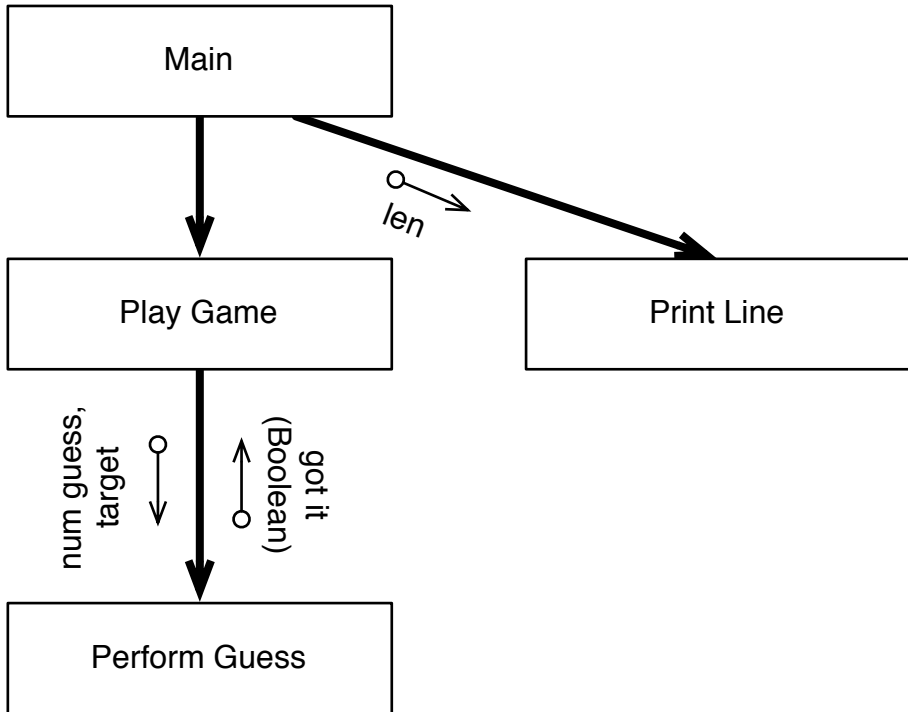 Main
len
Play Game
Print Line
num guess,
target
got it
(Boolean)
Perform Guess